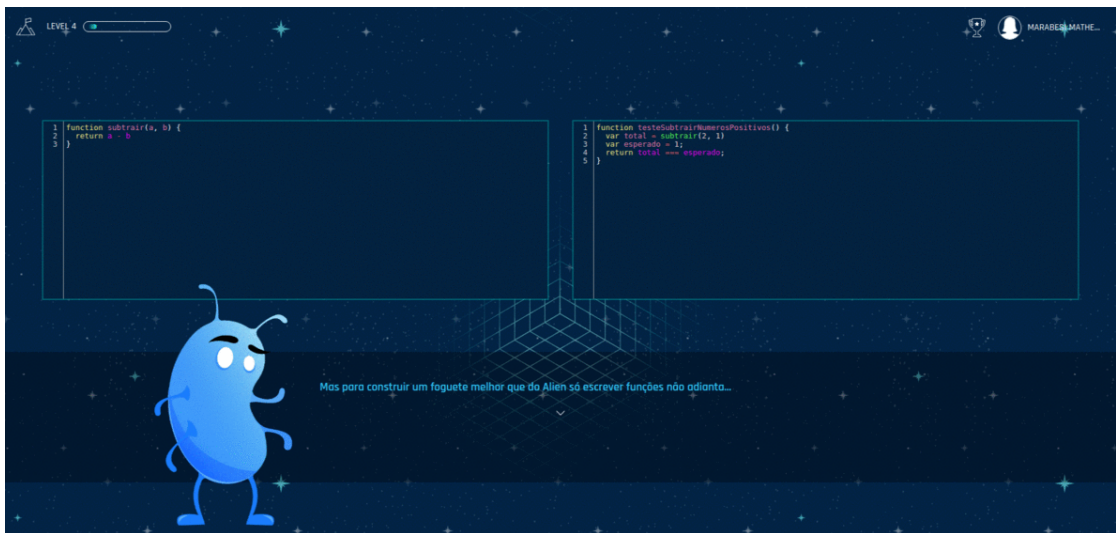 LEVEL 4
MARABESI MATHE...
1 function subtrair(a, b) {
2 return a - b
3 }
1 function testeSubtrairNumerosPositivos() {
2 var total = subtrair(2, 1)
3 var esperado = 1;
4 return total === esperado;
5 }
Mas para construir um foguete melhor que da Alien só escrever funções não adianta...